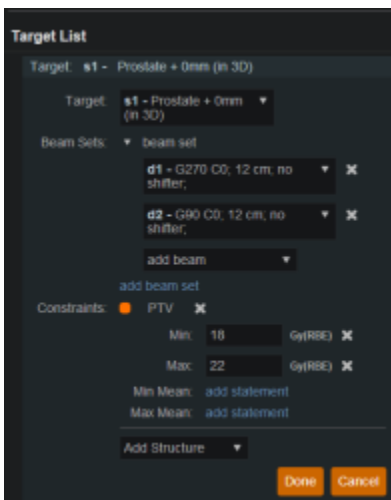 Target List
Target: s1 - Prostate + 0mm (in 3D)
Target: s1 - Prostate + 0mm
(in 3D)
Beam Sets: beam set
d1 - G270 C0; 12 cm; no
shifter;
d2 - G90 C0; 12 cm; no
shifter;
add beam
add beam set
Constraints: PTV
Min: 18 Gy(RBE)
Max: 22 Gy(RBE)
Min Mean: add statement
Max Mean: add statement
Add Structure
Done Cancel